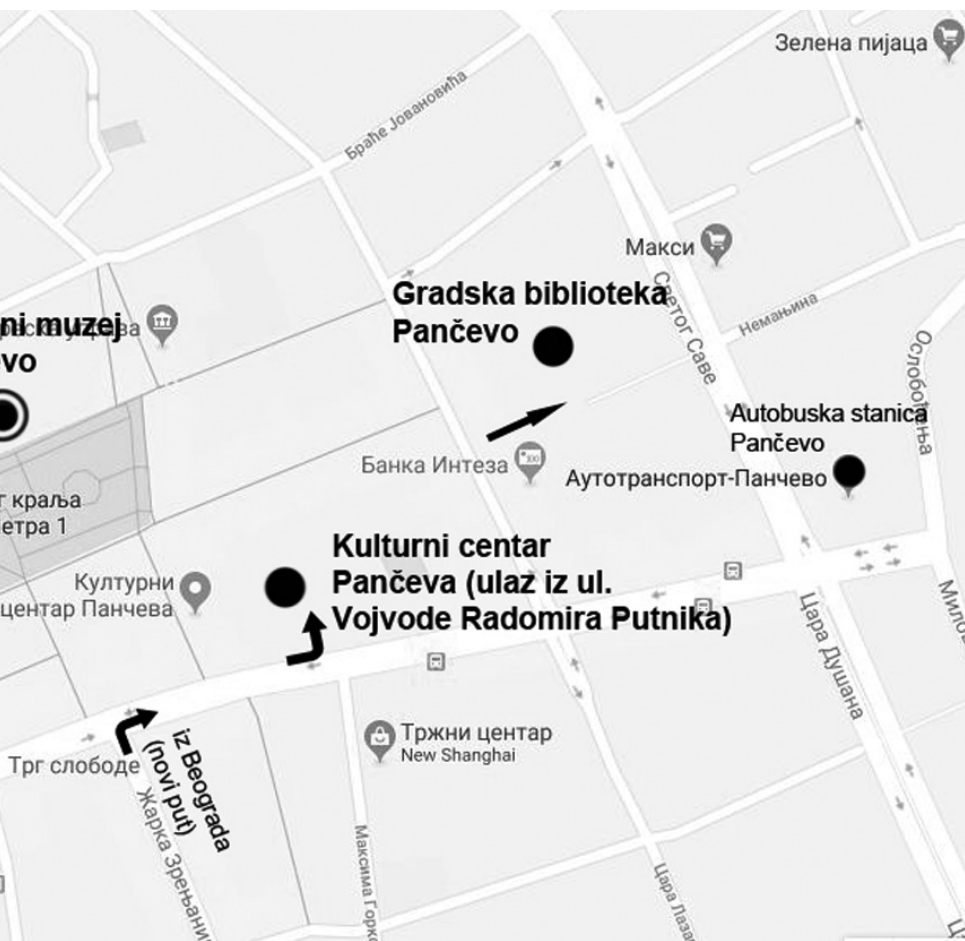 Зелена пијаца
Браће Јовановића
Макси
Светог Саве
Gradska biblioteka
Pančevo
Немањина
ni muzej
vo
Ослобођења
Autobuska stanica
Pančevo
Банка Интеза
Аутотранспорт-Панчево
г краља
етра 1
Kulturni centar
Pančeva (ulaz iz ul.
Vojvode Radomira Putnika)
Културни
центар Панчева
Цара Душана
Мило
Тржни центар
New Shanghai
iz Beograda
(novi put)
Трг слободе
Жарка Зрењанин
Максима Горко
Цара Лаза